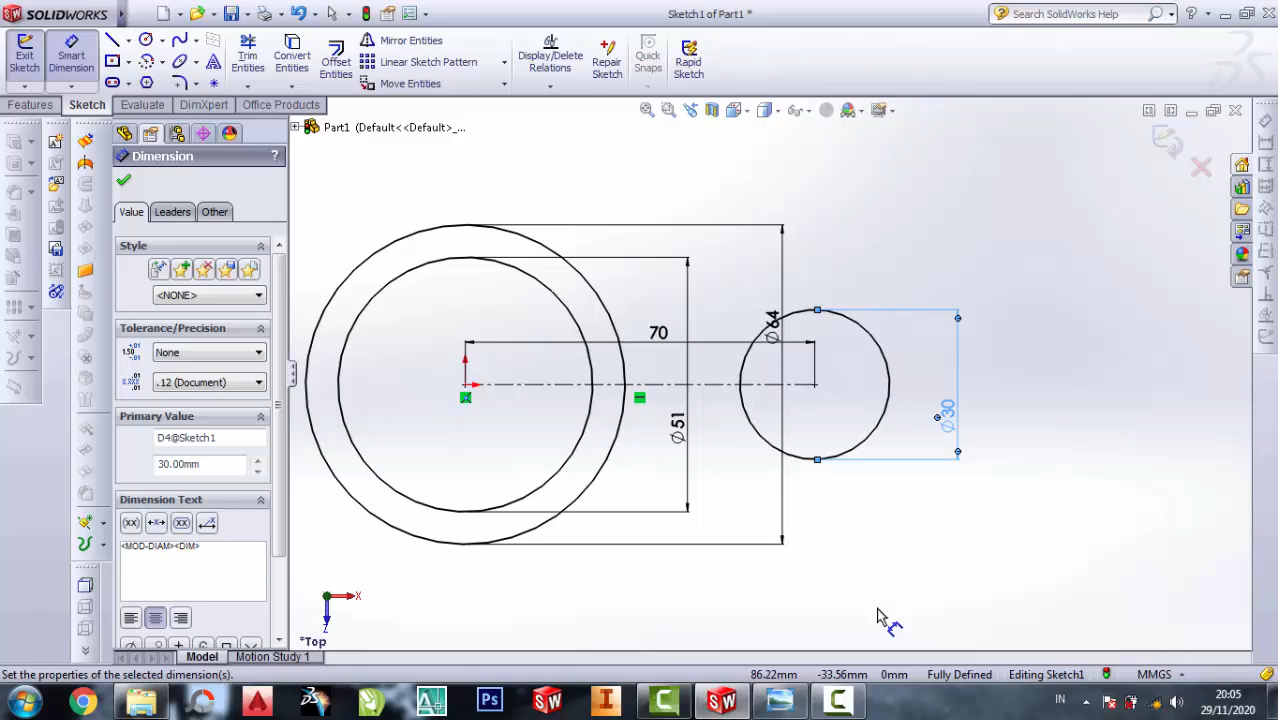 SOLIDWORKS
Sketch1 of Part1 *
Search SolidWorks Help
Exit Sketch
Smart Dimension
Trim Entities
Convert Entities
Offset Entities
Mirror Entities
Linear Sketch Pattern
Move Entities
Display/Delete Relations
Repair Sketch
Quick Snaps
Rapid Sketch
Features
Sketch
Evaluate
DimXpert
Office Products
Part1 (Default<<Default>_...
Dimension
?
Value
Leaders
Other
Style
<NONE>
Tolerance/Precision
None
.12 (Document)
Primary Value
D4@Sketch1
30.00mm
Dimension Text
<MOD-DIAM><DIM>
70
∅64
∅51
∅30
X
Z
*Top
Model
Motion Study 1
Set the properties of the selected dimension(s).
86.22mm
-33.56mm
0mm
Fully Defined
Editing Sketch1
MMGS
IN
20:05
29/11/2020